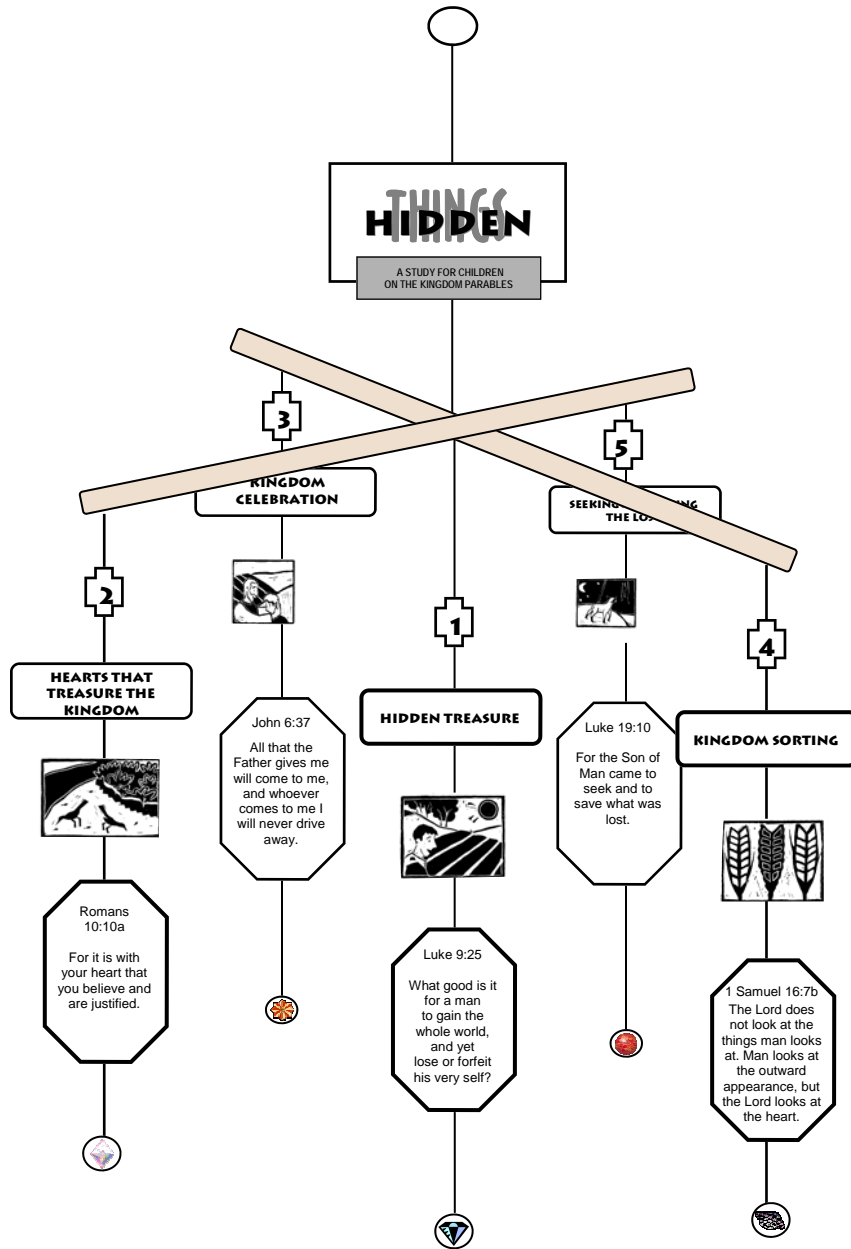 THINGS
HIDDEN
A STUDY FOR CHILDREN
ON THE KINGDOM PARABLES
3
KINGDOM
CELEBRATION
5
SEEKING
THE
2
HEARTS THAT
TREASURE THE
KINGDOM
1
HIDDEN TREASURE
4
KINGDOM SORTING
John 6:37
All that the
Father gives me
will come to me,
and whoever
comes to me I
will never drive
away.
Luke 19:10
For the Son of
Man came to
seek and to
save what was
lost.
Romans
10:10a
For it is with
your heart that
you believe and
are justified.
Luke 9:25
What good is it
for a man
to gain the
whole world,
and yet
lose or forfeit
his very self?
1 Samuel 16:7b
The Lord does
not look at the
things man looks
at. Man looks at
the outward
appearance, but
the Lord looks at
the heart.